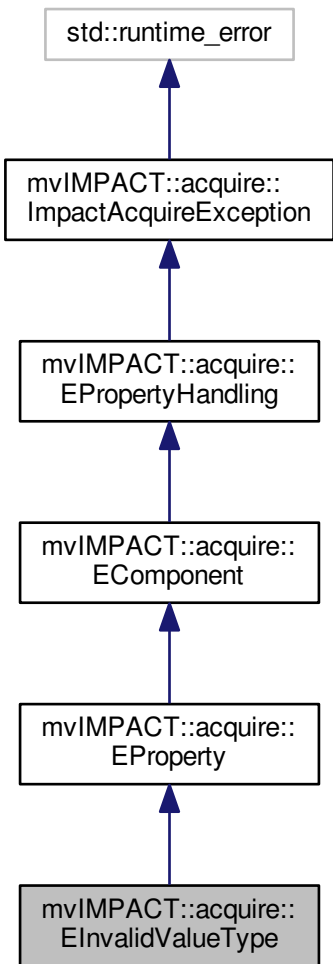 std::runtime_error
mvIMPACT::acquire::
ImpactAcquireException
mvIMPACT::acquire::
EPropertyHandling
mvIMPACT::acquire::
EComponent
mvIMPACT::acquire::
EProperty
mvIMPACT::acquire::
EInvalidValueType